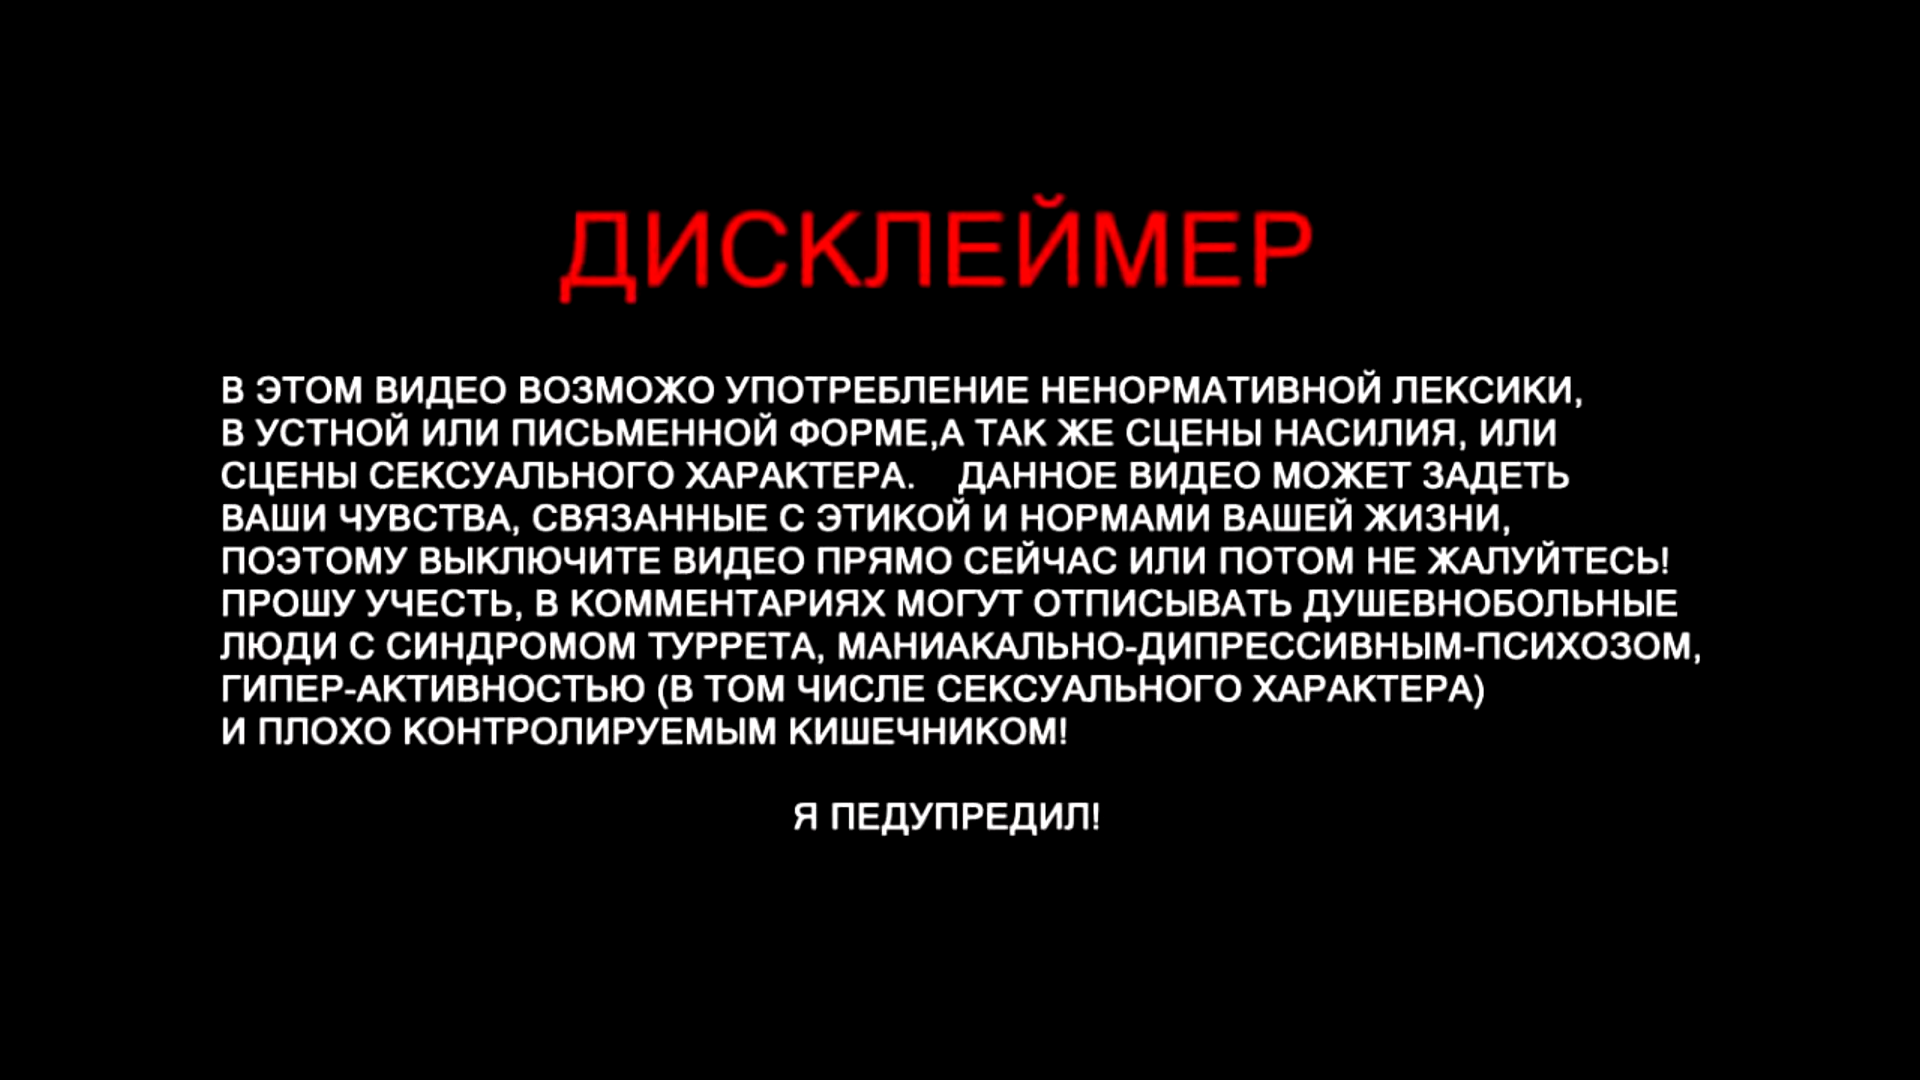 ДИСКЛЕЙМЕР
В ЭТОМ ВИДЕО ВОЗМОЖО УПОТРЕБЛЕНИЕ НЕНОРМАТИВНОЙ ЛЕКСИКИ,
В УСТНОЙ ИЛИ ПИСЬМЕННОЙ ФОРМЕ,А ТАК ЖЕ СЦЕНЫ НАСИЛИЯ, ИЛИ
СЦЕНЫ СЕКСУАЛЬНОГО ХАРАКТЕРА. ДАННОЕ ВИДЕО МОЖЕТ ЗАДЕТЬ
ВАШИ ЧУВСТВА, СВЯЗАННЫЕ С ЭТИКОЙ И НОРМАМИ ВАШЕЙ ЖИЗНИ,
ПОЭТОМУ ВЫКЛЮЧИТЕ ВИДЕО ПРЯМО СЕЙЧАС ИЛИ ПОТОМ НЕ ЖАЛУЙТЕСЬ!
ПРОШУ УЧЕСТЬ, В КОММЕНТАРИЯХ МОГУТ ОТПИСЫВАТЬ ДУШЕВНОБОЛЬНЫЕ
ЛЮДИ С СИНДРОМОМ ТУРРЕТА, МАНИАКАЛЬНО-ДИПРЕССИВНЫМ-ПСИХОЗОМ,
ГИПЕР-АКТИВНОСТЬЮ (В ТОМ ЧИСЛЕ СЕКСУАЛЬНОГО ХАРАКТЕРА)
И ПЛОХО КОНТРОЛИРУЕМЫМ КИШЕЧНИКОМ!
Я ПЕДУПРЕДИЛ!